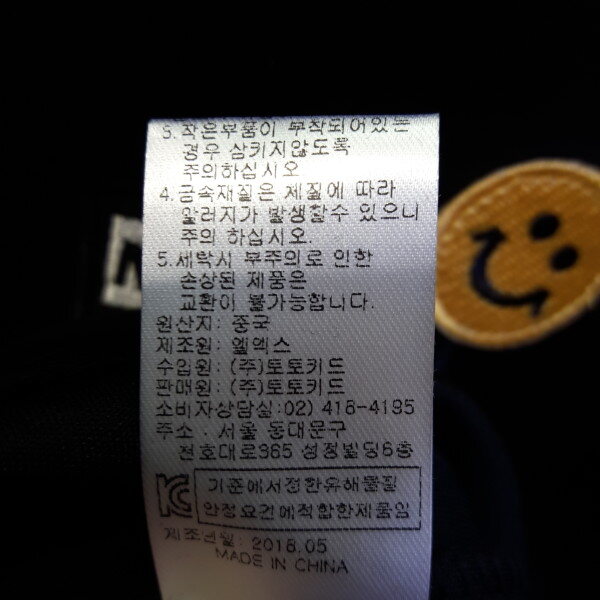 3. 작은부품이 부착되어있는
경우 삼키지않도록
주의하십시오
4. 금속재질은 체질에 따라
알러지가 발생할수 있으니
주의 하십시오.
5. 세탁시 부주의로 인한
손상된 제품은
교환이 불가능합니다.
원산지: 중국
제조원: 엘엑스
수입원: (주)토토키드
판매원: (주)토토키드
소비자상담실:02) 418-4195
주소 . 서울 동대문구
천호대로365 성정빌딩6층
기준에서정한유해물질
안정요건에적합한제품임
제조년월: 2018.05
MADE IN CHINA